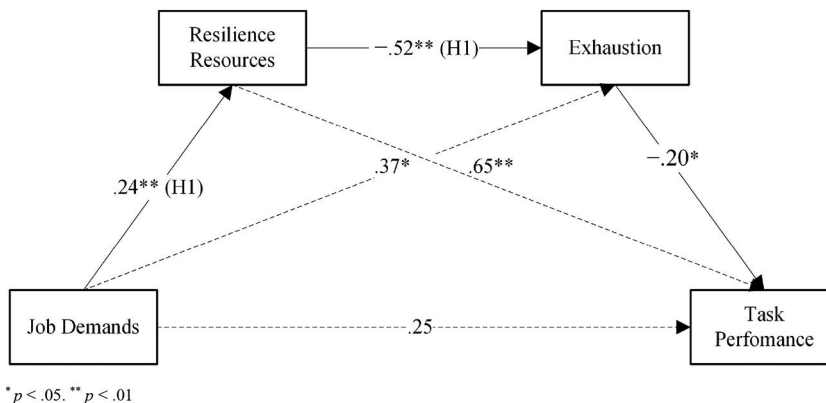 Resilience
Resources
−.52** (H1)
Exhaustion
.24** (H1)
.37*
.65**
−.20*
Job Demands
.25
Task
Perfomance
* p < .05. ** p < .01